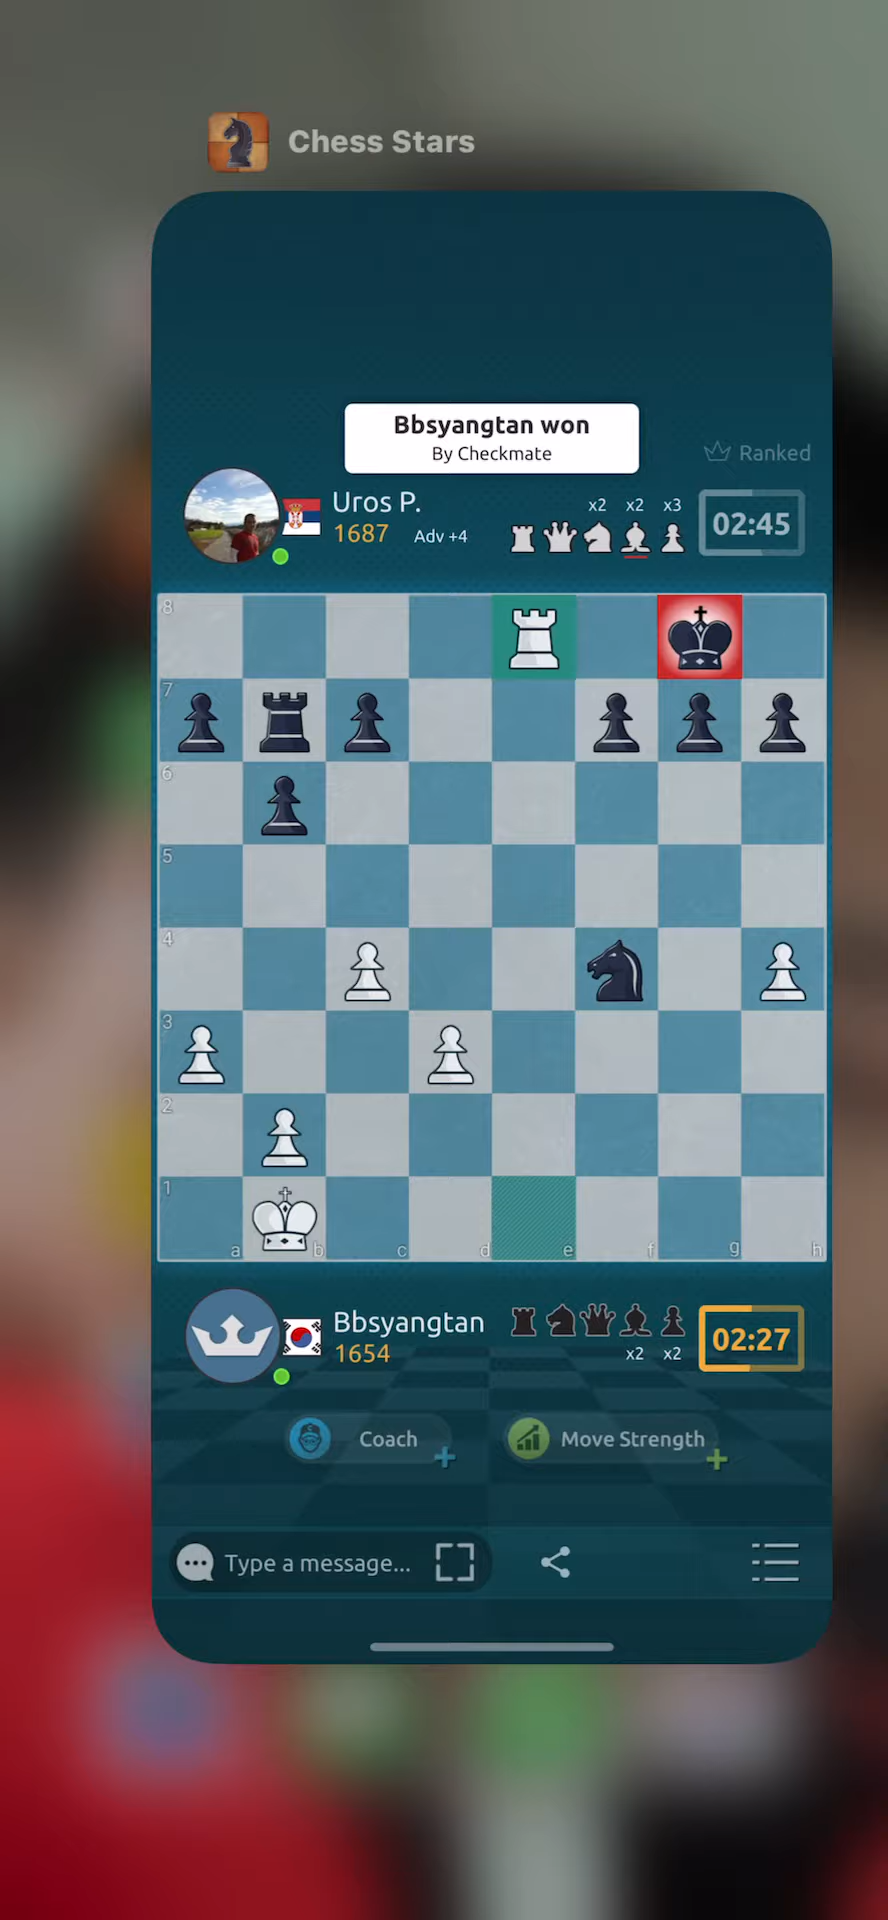 Chess Stars
Bbsyangtan won
By Checkmate
Ranked
Uros P.
1687 Adv +4
x2 x2 x3
02:45
8
7
6
5
4
3
2
1
a b c d e f g h
Bbsyangtan
1654
x2 x2
02:27
Coach
Move Strength
Type a message...